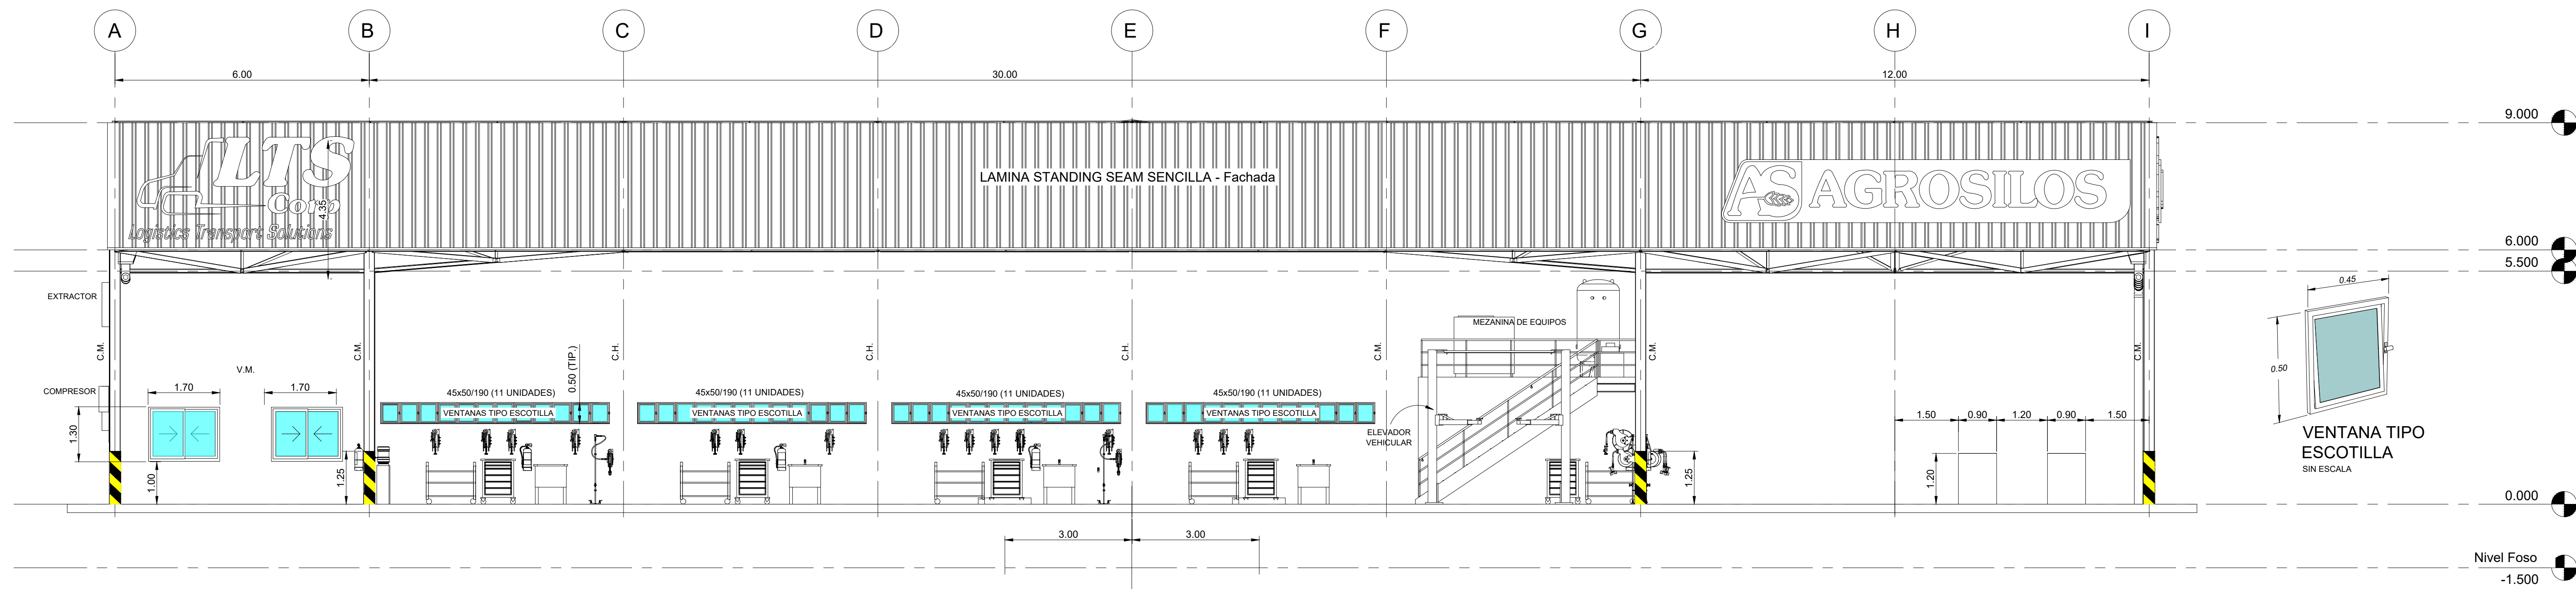 A B C D E F G H I
6.00 30.00 12.00
9.000
LTS
Corp
4.35
Logistics Transport Solutions
LAMINA STANDING SEAM SENCILLA - Fachada
AS AGROSILOS
6.000
5.500
EXTRACTOR
C.M. C.M. C.H. C.H. C.H. C.M. C.M. C.M.
MEZANINA DE EQUIPOS
V.M.
COMPRESOR
1.70 1.70
1.30
1.00
1.25
0.50 (TIP.)
45x50/190 (11 UNIDADES) 45x50/190 (11 UNIDADES) 45x50/190 (11 UNIDADES) 45x50/190 (11 UNIDADES)
VENTANAS TIPO ESCOTILLA VENTANAS TIPO ESCOTILLA VENTANAS TIPO ESCOTILLA VENTANAS TIPO ESCOTILLA
ELEVADOR
VEHICULAR
1.25
1.50 0.90 1.20 0.90 1.50
1.20
0.45
0.50
VENTANA TIPO
ESCOTILLA
SIN ESCALA
0.000
3.00 3.00
Nivel Foso
-1.500